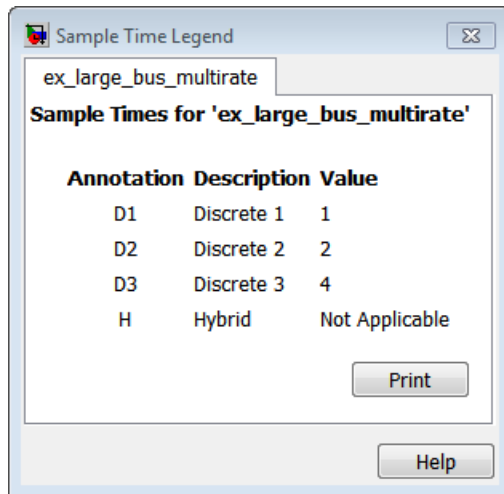 Sample Time Legend
ex_large_bus_multirate
Sample Times for 'ex_large_bus_multirate'
Annotation Description Value
D1 Discrete 1 1
D2 Discrete 2 2
D3 Discrete 3 4
H Hybrid Not Applicable
Print
Help